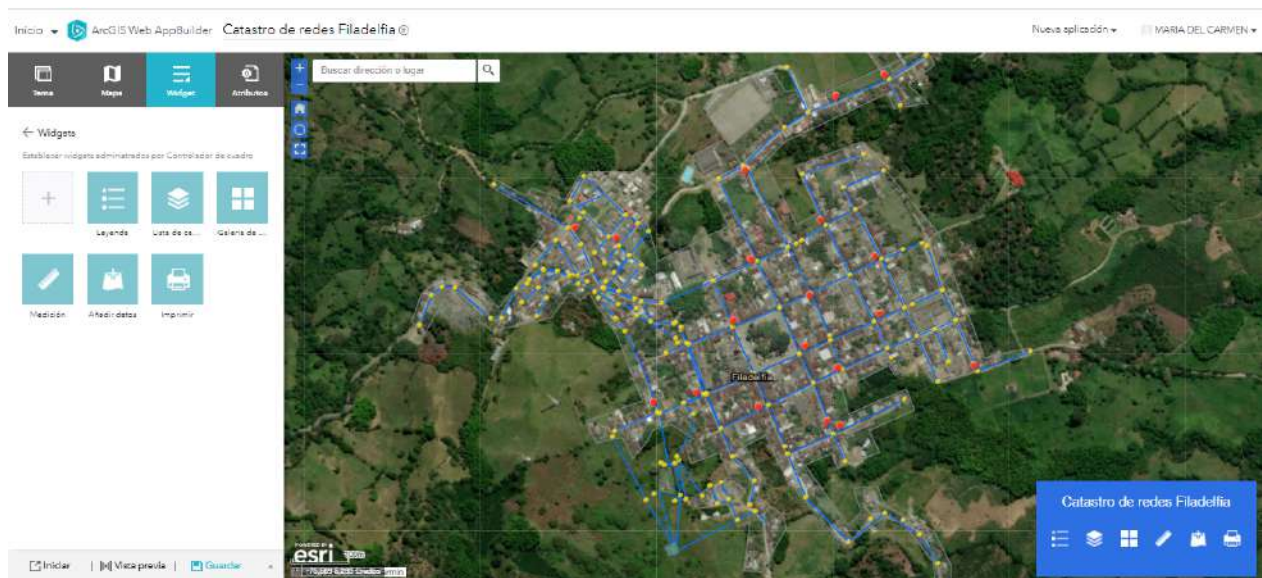 Inicio ArcGIS Web AppBuilder Catastro de redes Filadelfia Nueva aplicación MARIA DEL CARMEN
Tema Mapa Widget Atributos
Buscar dirección o lugar
Widgets
Establecer widgets administrados por Controlador de cuadro
Leyenda Lista de ca... Galería de ...
Medición Añadir datos Imprimir
Filadelfia
Catastro de redes Filadelfia
POWERED BY
esri
Iniciar | Vista previa | Guardar